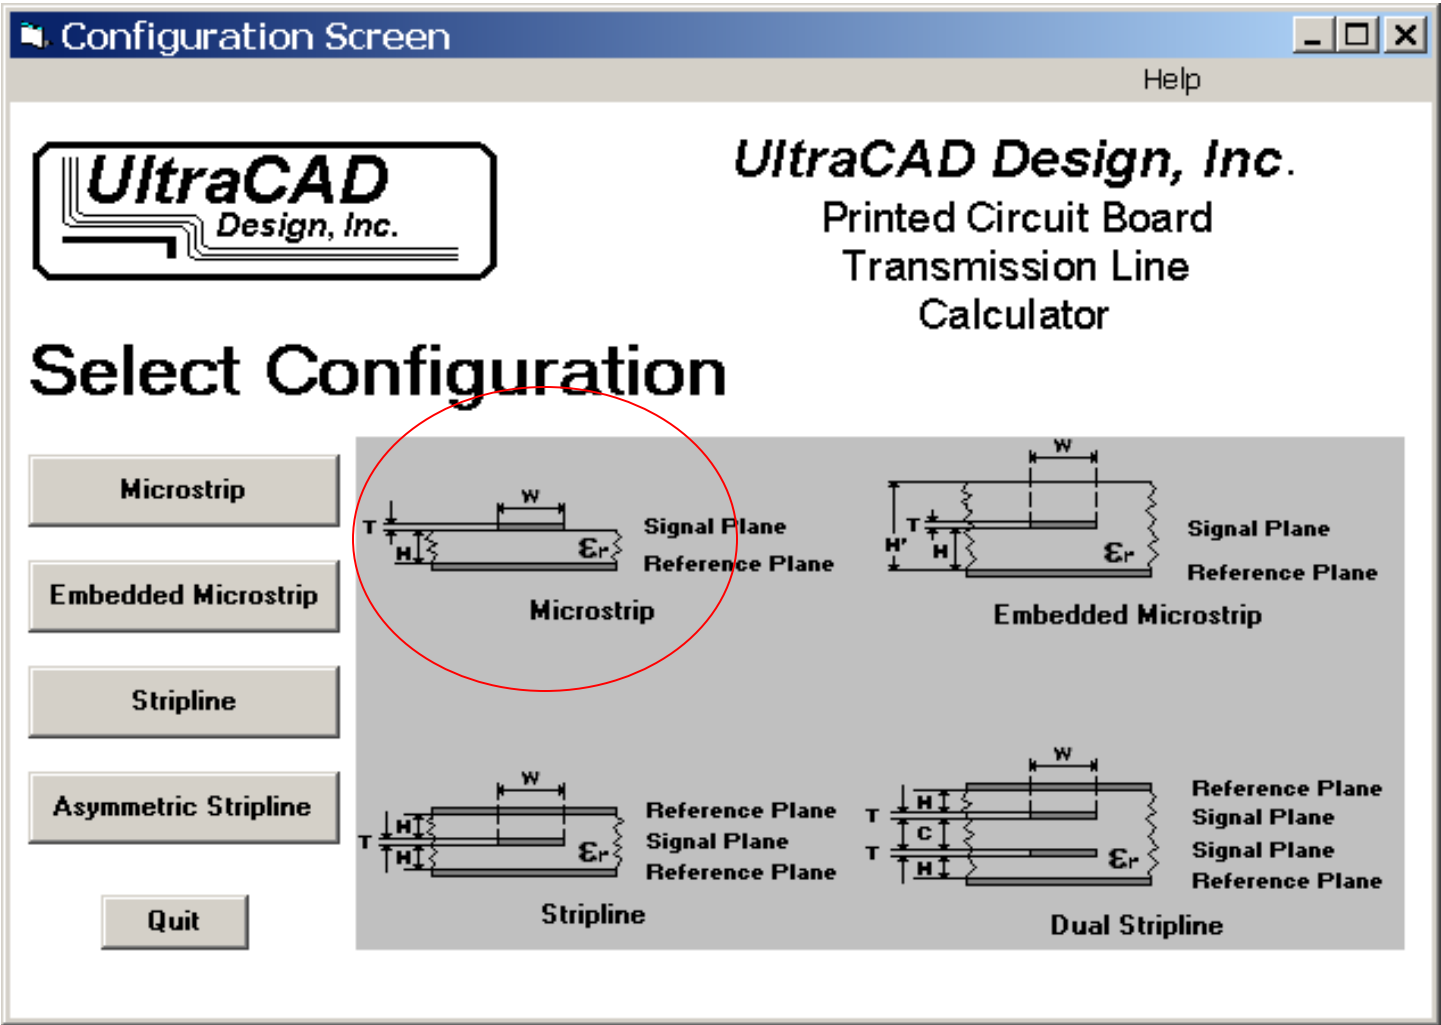 Configuration Screen
Help
UltraCAD
Design, Inc.
UltraCAD Design, Inc.
Printed Circuit Board
Transmission Line
Calculator
Select Configuration
Microstrip
Embedded Microstrip
Stripline
Asymmetric Stripline
Quit
W
T
H
εr
Signal Plane
Reference Plane
Microstrip
W
T
H'
H
εr
Signal Plane
Reference Plane
Embedded Microstrip
W
H
T
H
εr
Reference Plane
Signal Plane
Reference Plane
Stripline
W
H
T
C
T
H
εr
Reference Plane
Signal Plane
Signal Plane
Reference Plane
Dual Stripline